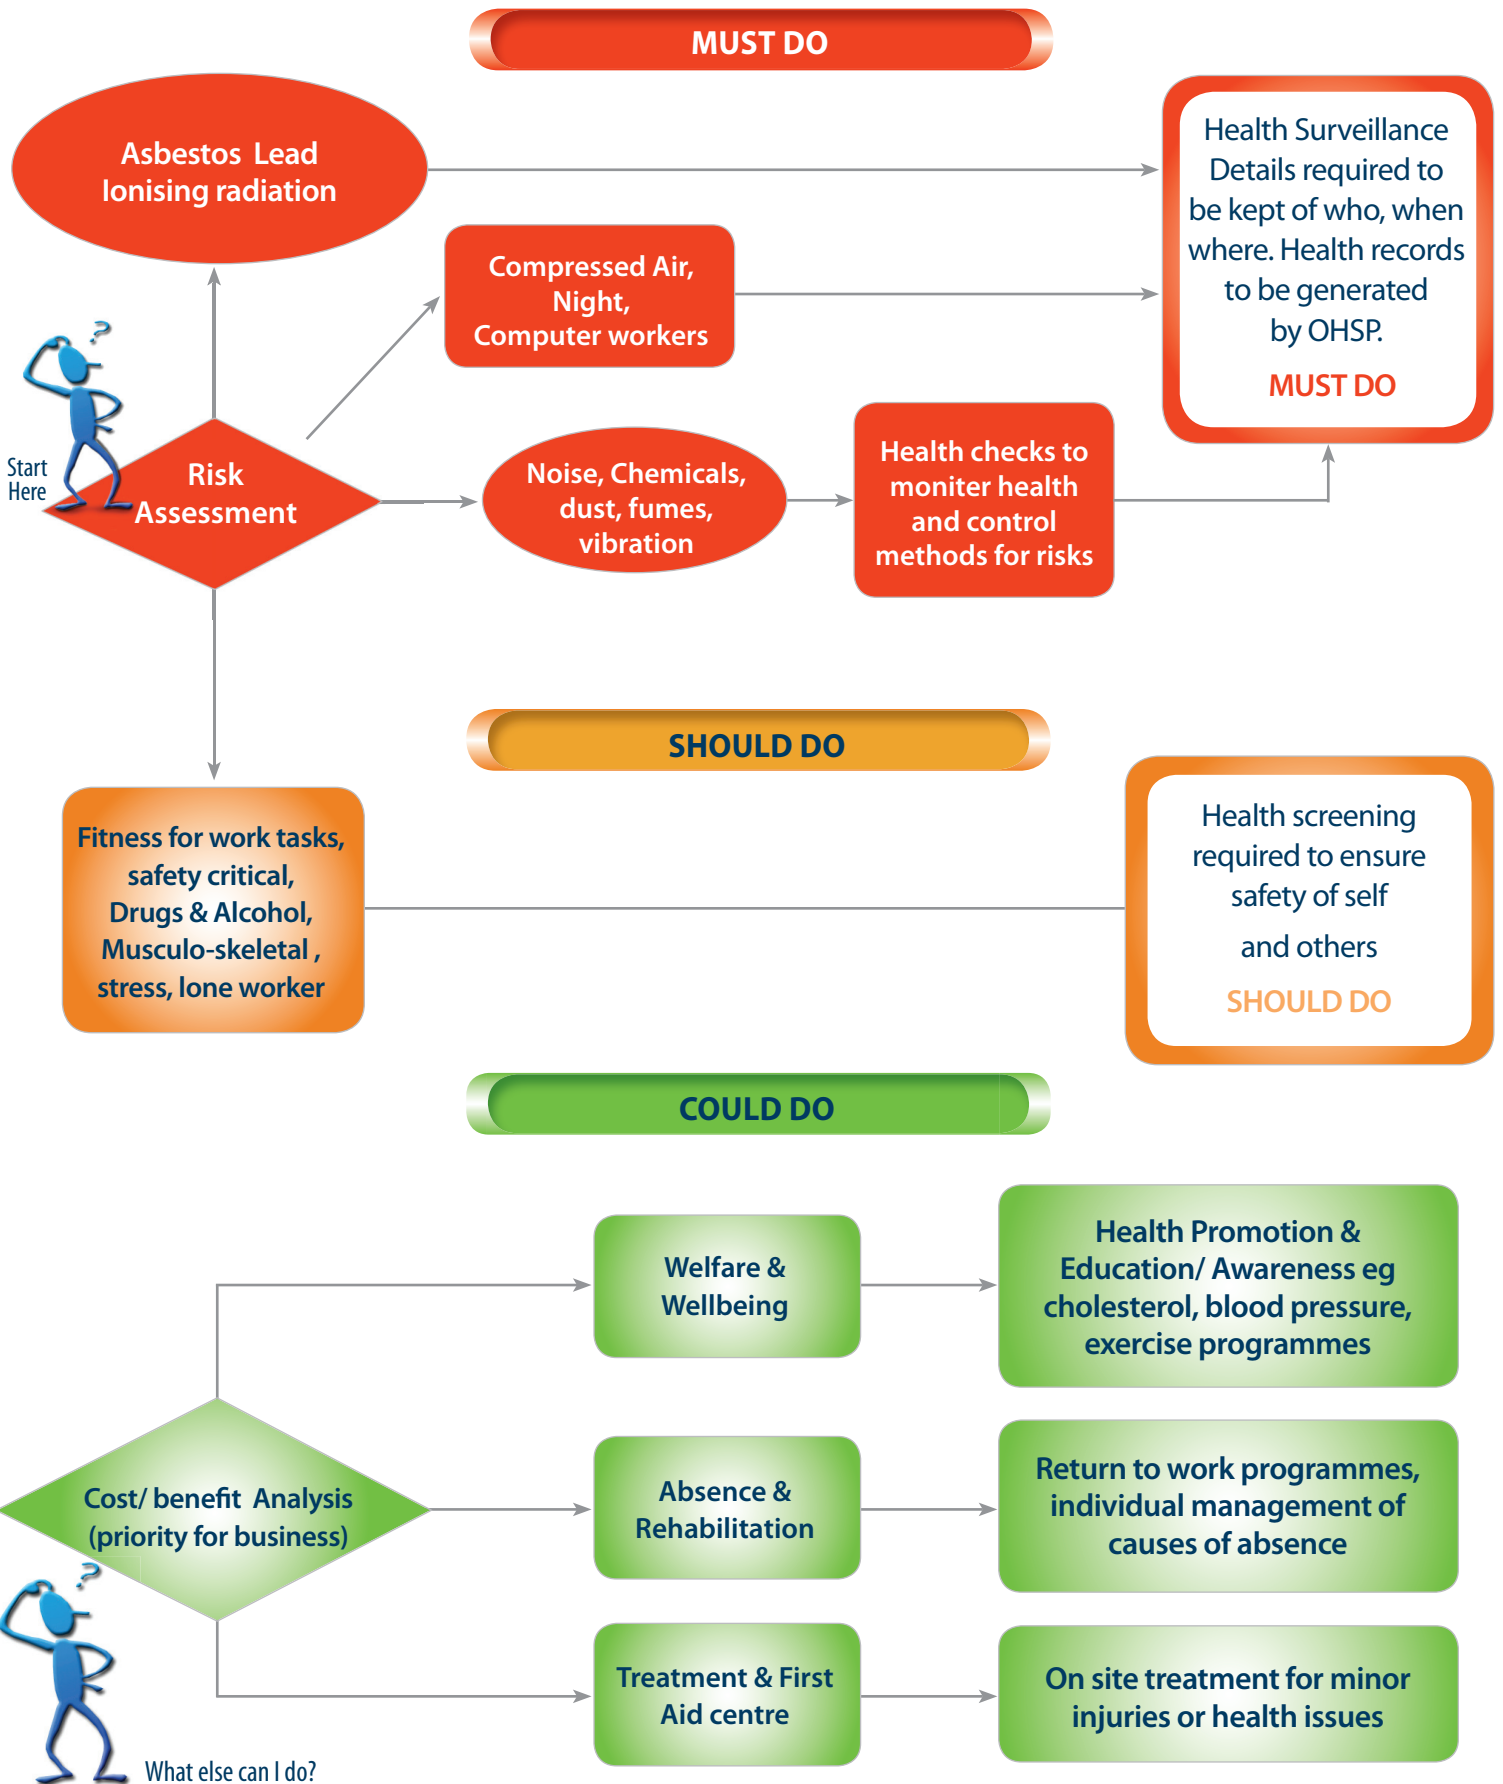 MUST DO
Asbestos Lead
Ionising radiation
Health Surveillance
Details required to
be kept of who, when
where. Health records
to be generated
by OHSP.
MUST DO
Compressed Air,
Night,
Computer workers
?
Start
Here
Risk
Assessment
Noise, Chemicals,
dust, fumes,
vibration
Health checks to
moniter health
and control
methods for risks
SHOULD DO
Fitness for work tasks,
safety critical,
Drugs & Alcohol,
Musculo-skeletal ,
stress, lone worker
Health screening
required to ensure
safety of self
and others
SHOULD DO
COULD DO
Welfare &
Wellbeing
Health Promotion &
Education/ Awareness eg
cholesterol, blood pressure,
exercise programmes
Cost/ benefit Analysis
(priority for business)
Absence &
Rehabilitation
Return to work programmes,
individual management of
causes of absence
?
Treatment & First
Aid centre
On site treatment for minor
injuries or health issues
What else can I do?